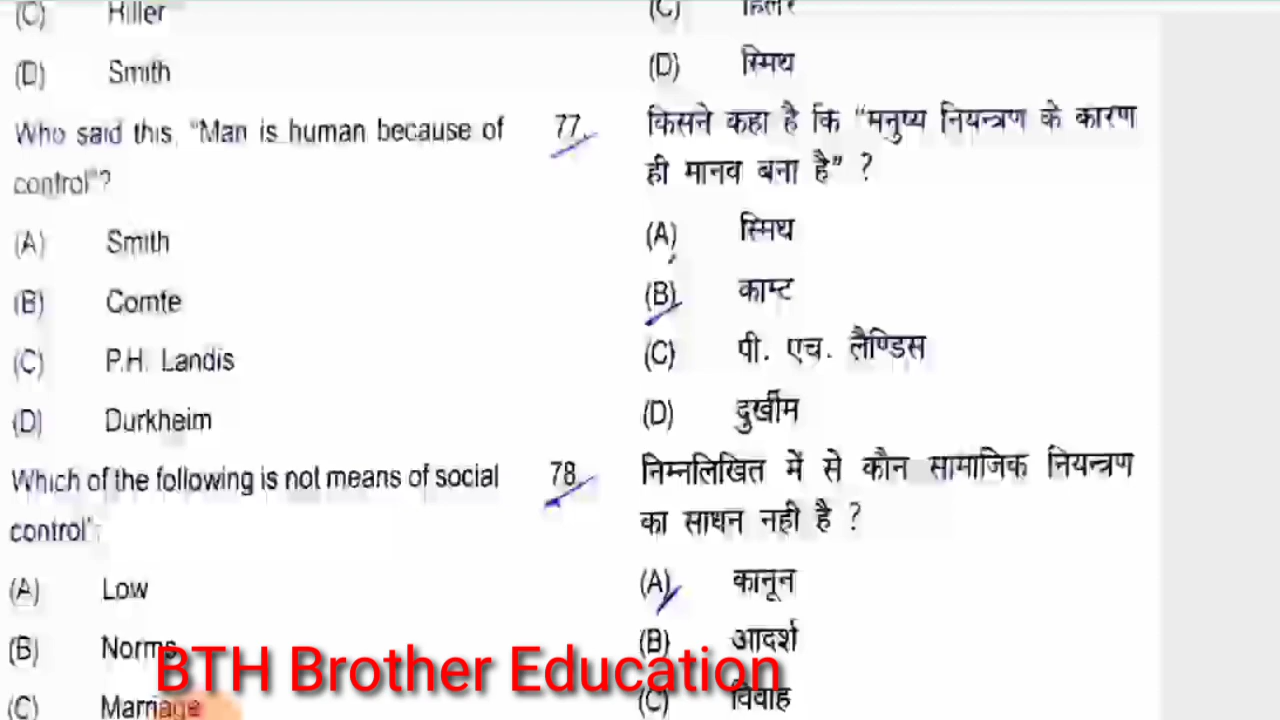 (C) Hiller
(D) Smith
Who said this, "Man is human because of
control"?
(A) Smith
(B) Comte
(C) P.H. Landis
(D) Durkheim
Which of the following is not means of social
control':
(A) Low
(B) Norms
(C) Marriage
(C) हिलर
(D) स्मिथ
77. किसने कहा है कि "मनुष्य नियन्त्रण के कारण
ही मानव बना है" ?
(A) स्मिथ
(B) काम्ट
(C) पी. एच. लैण्डिस
(D) दुर्खीम
78 निम्नलिखित में से कौन सामाजिक नियन्त्रण
का साधन नही है ?
(A) कानून
(B) आदर्श
(C) विवाह
BTH Brother Education